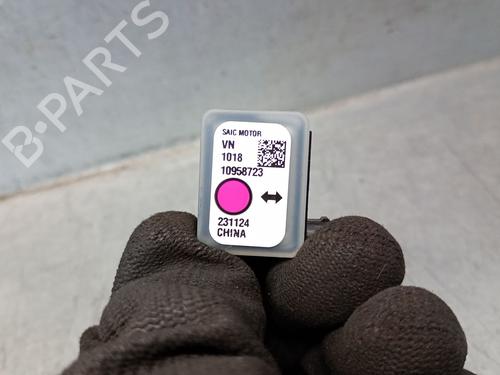 B-PARTS
SAIC MOTOR
VN
1018
10958723
231124
CHINA